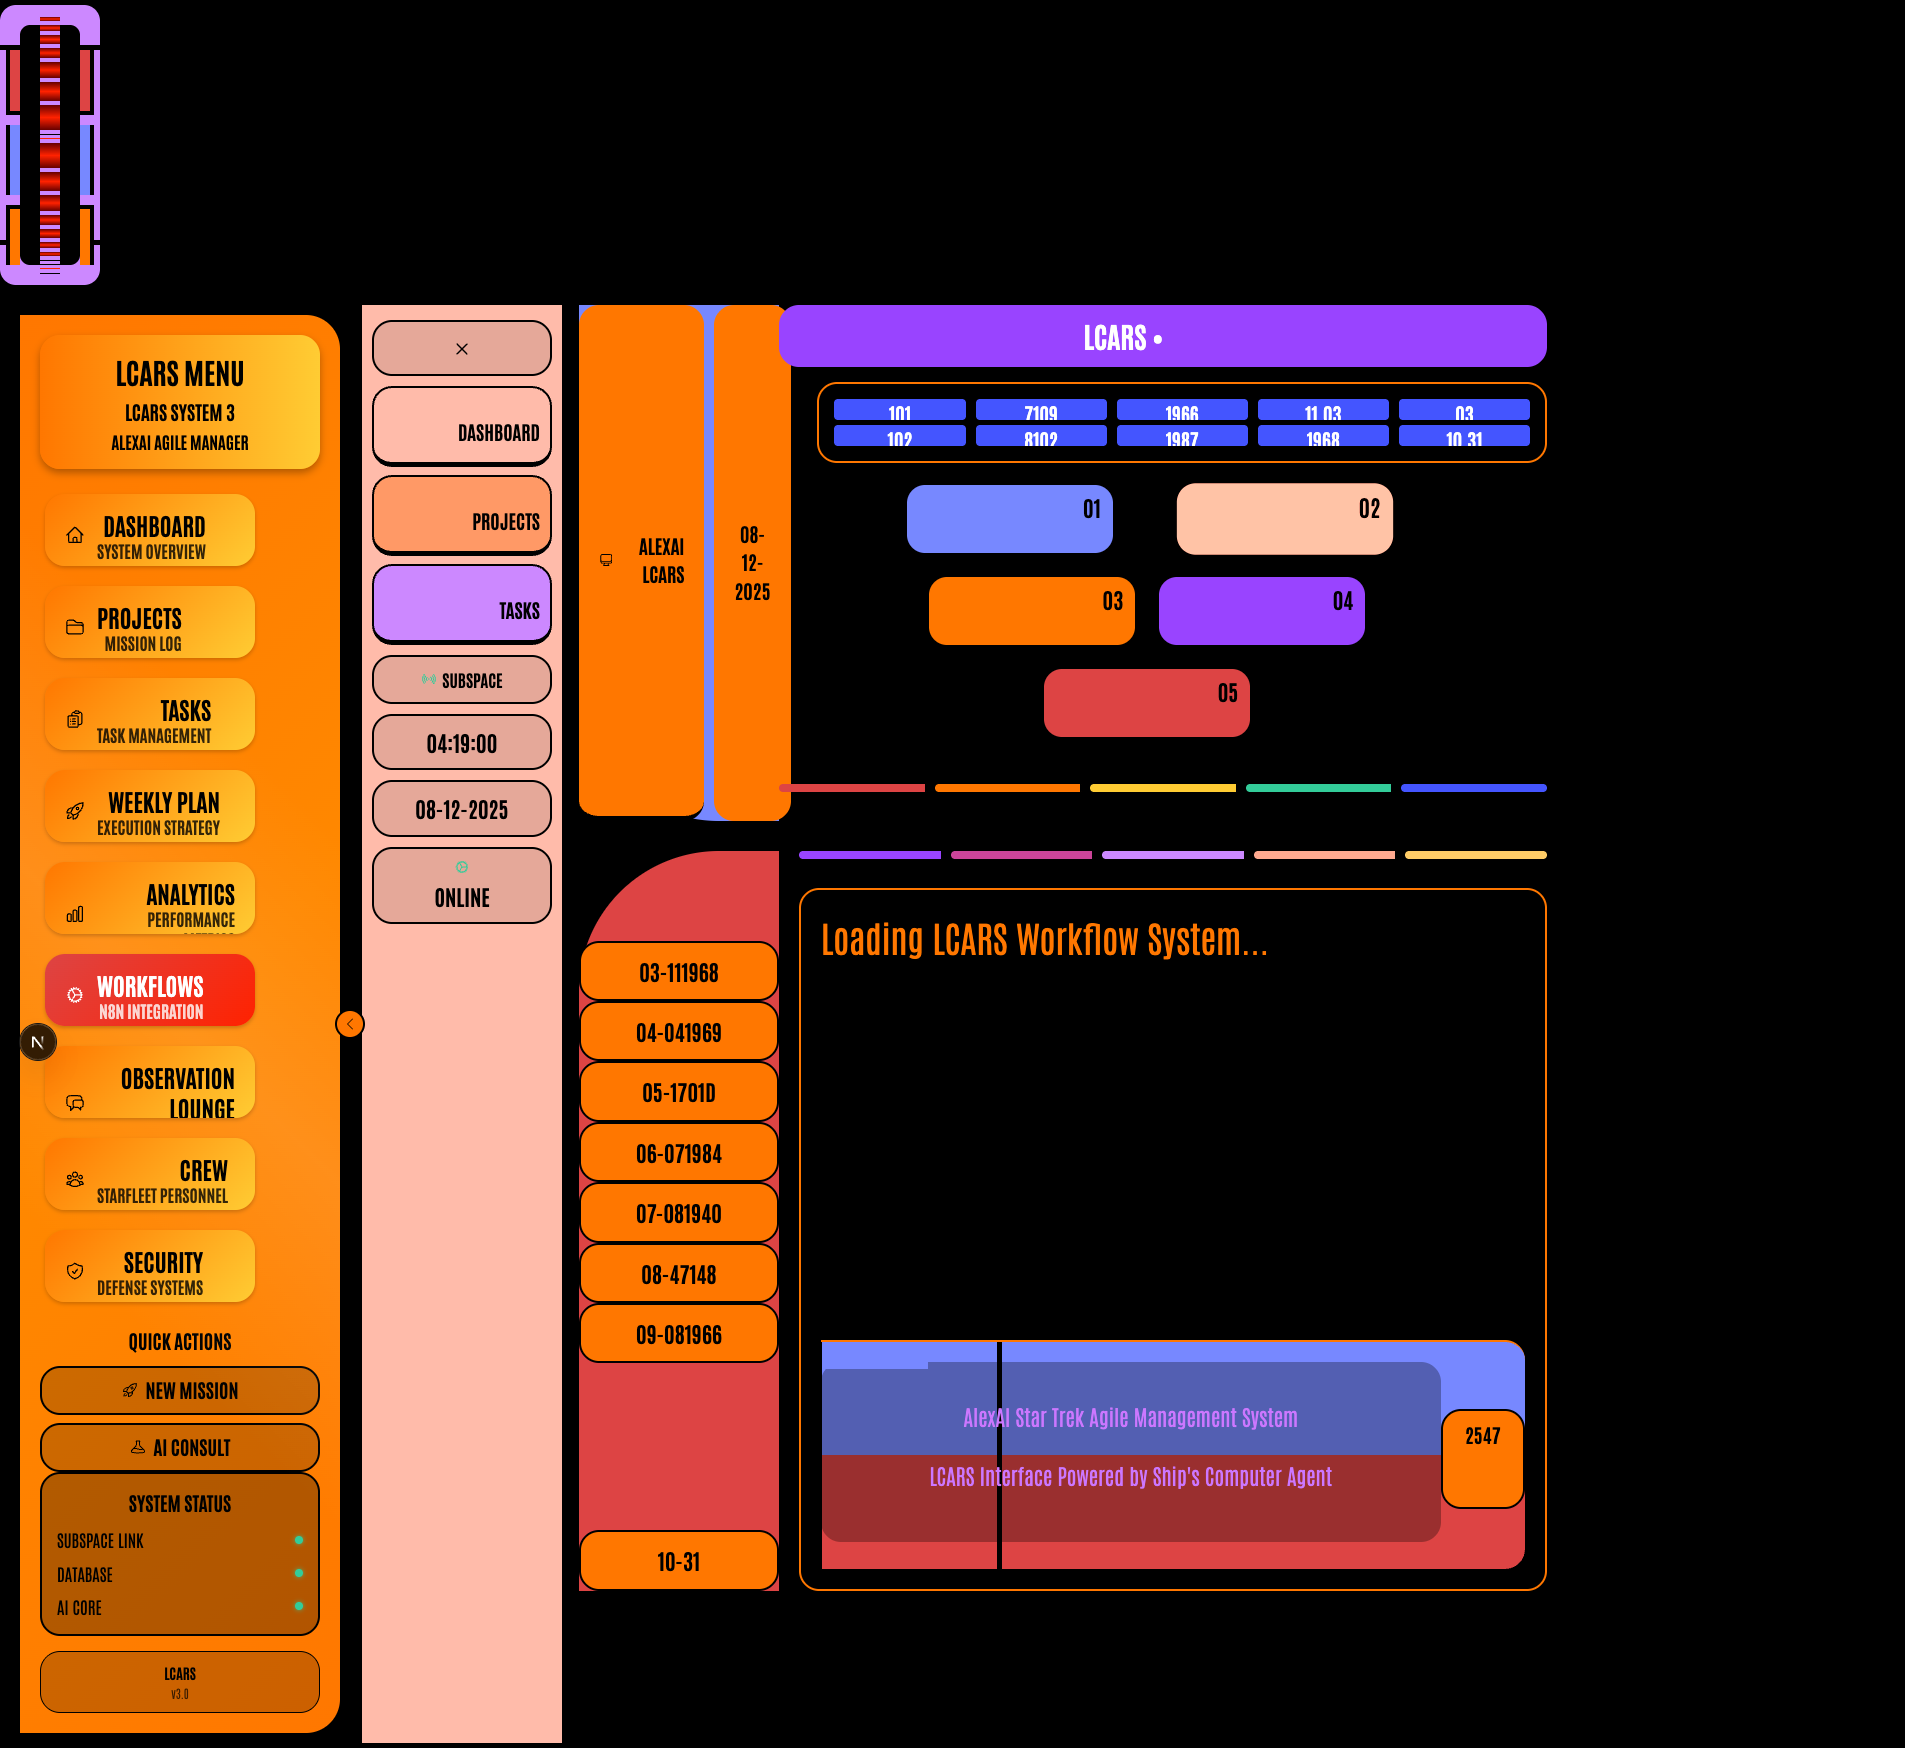 LCARS MENU
LCARS SYSTEM 3
ALEXAI AGILE MANAGER
DASHBOARD
SYSTEM OVERVIEW
PROJECTS
MISSION LOG
TASKS
TASK MANAGEMENT
WEEKLY PLAN
EXECUTION STRATEGY
ANALYTICS
PERFORMANCE
WORKFLOWS
N8N INTEGRATION
N
OBSERVATION
LOUNGE
CREW
STARFLEET PERSONNEL
SECURITY
DEFENSE SYSTEMS
QUICK ACTIONS
NEW MISSION
AI CONSULT
SYSTEM STATUS
SUBSPACE LINK
DATABASE
AI CORE
LCARS
v3.0
DASHBOARD
PROJECTS
TASKS
SUBSPACE
04:19:00
08-12-2025
ONLINE
ALEXAI
LCARS
08-
12-
2025
LCARS •
101 7109 1966 11 03 03
102 8102 1987 1968 10 31
01
02
03
04
05
03-111968
04-041969
05-1701D
06-071984
07-081940
08-47148
09-081966
10-31
Loading LCARS Workflow System...
AlexAI Star Trek Agile Management System
LCARS Interface Powered by Ship's Computer Agent
2547